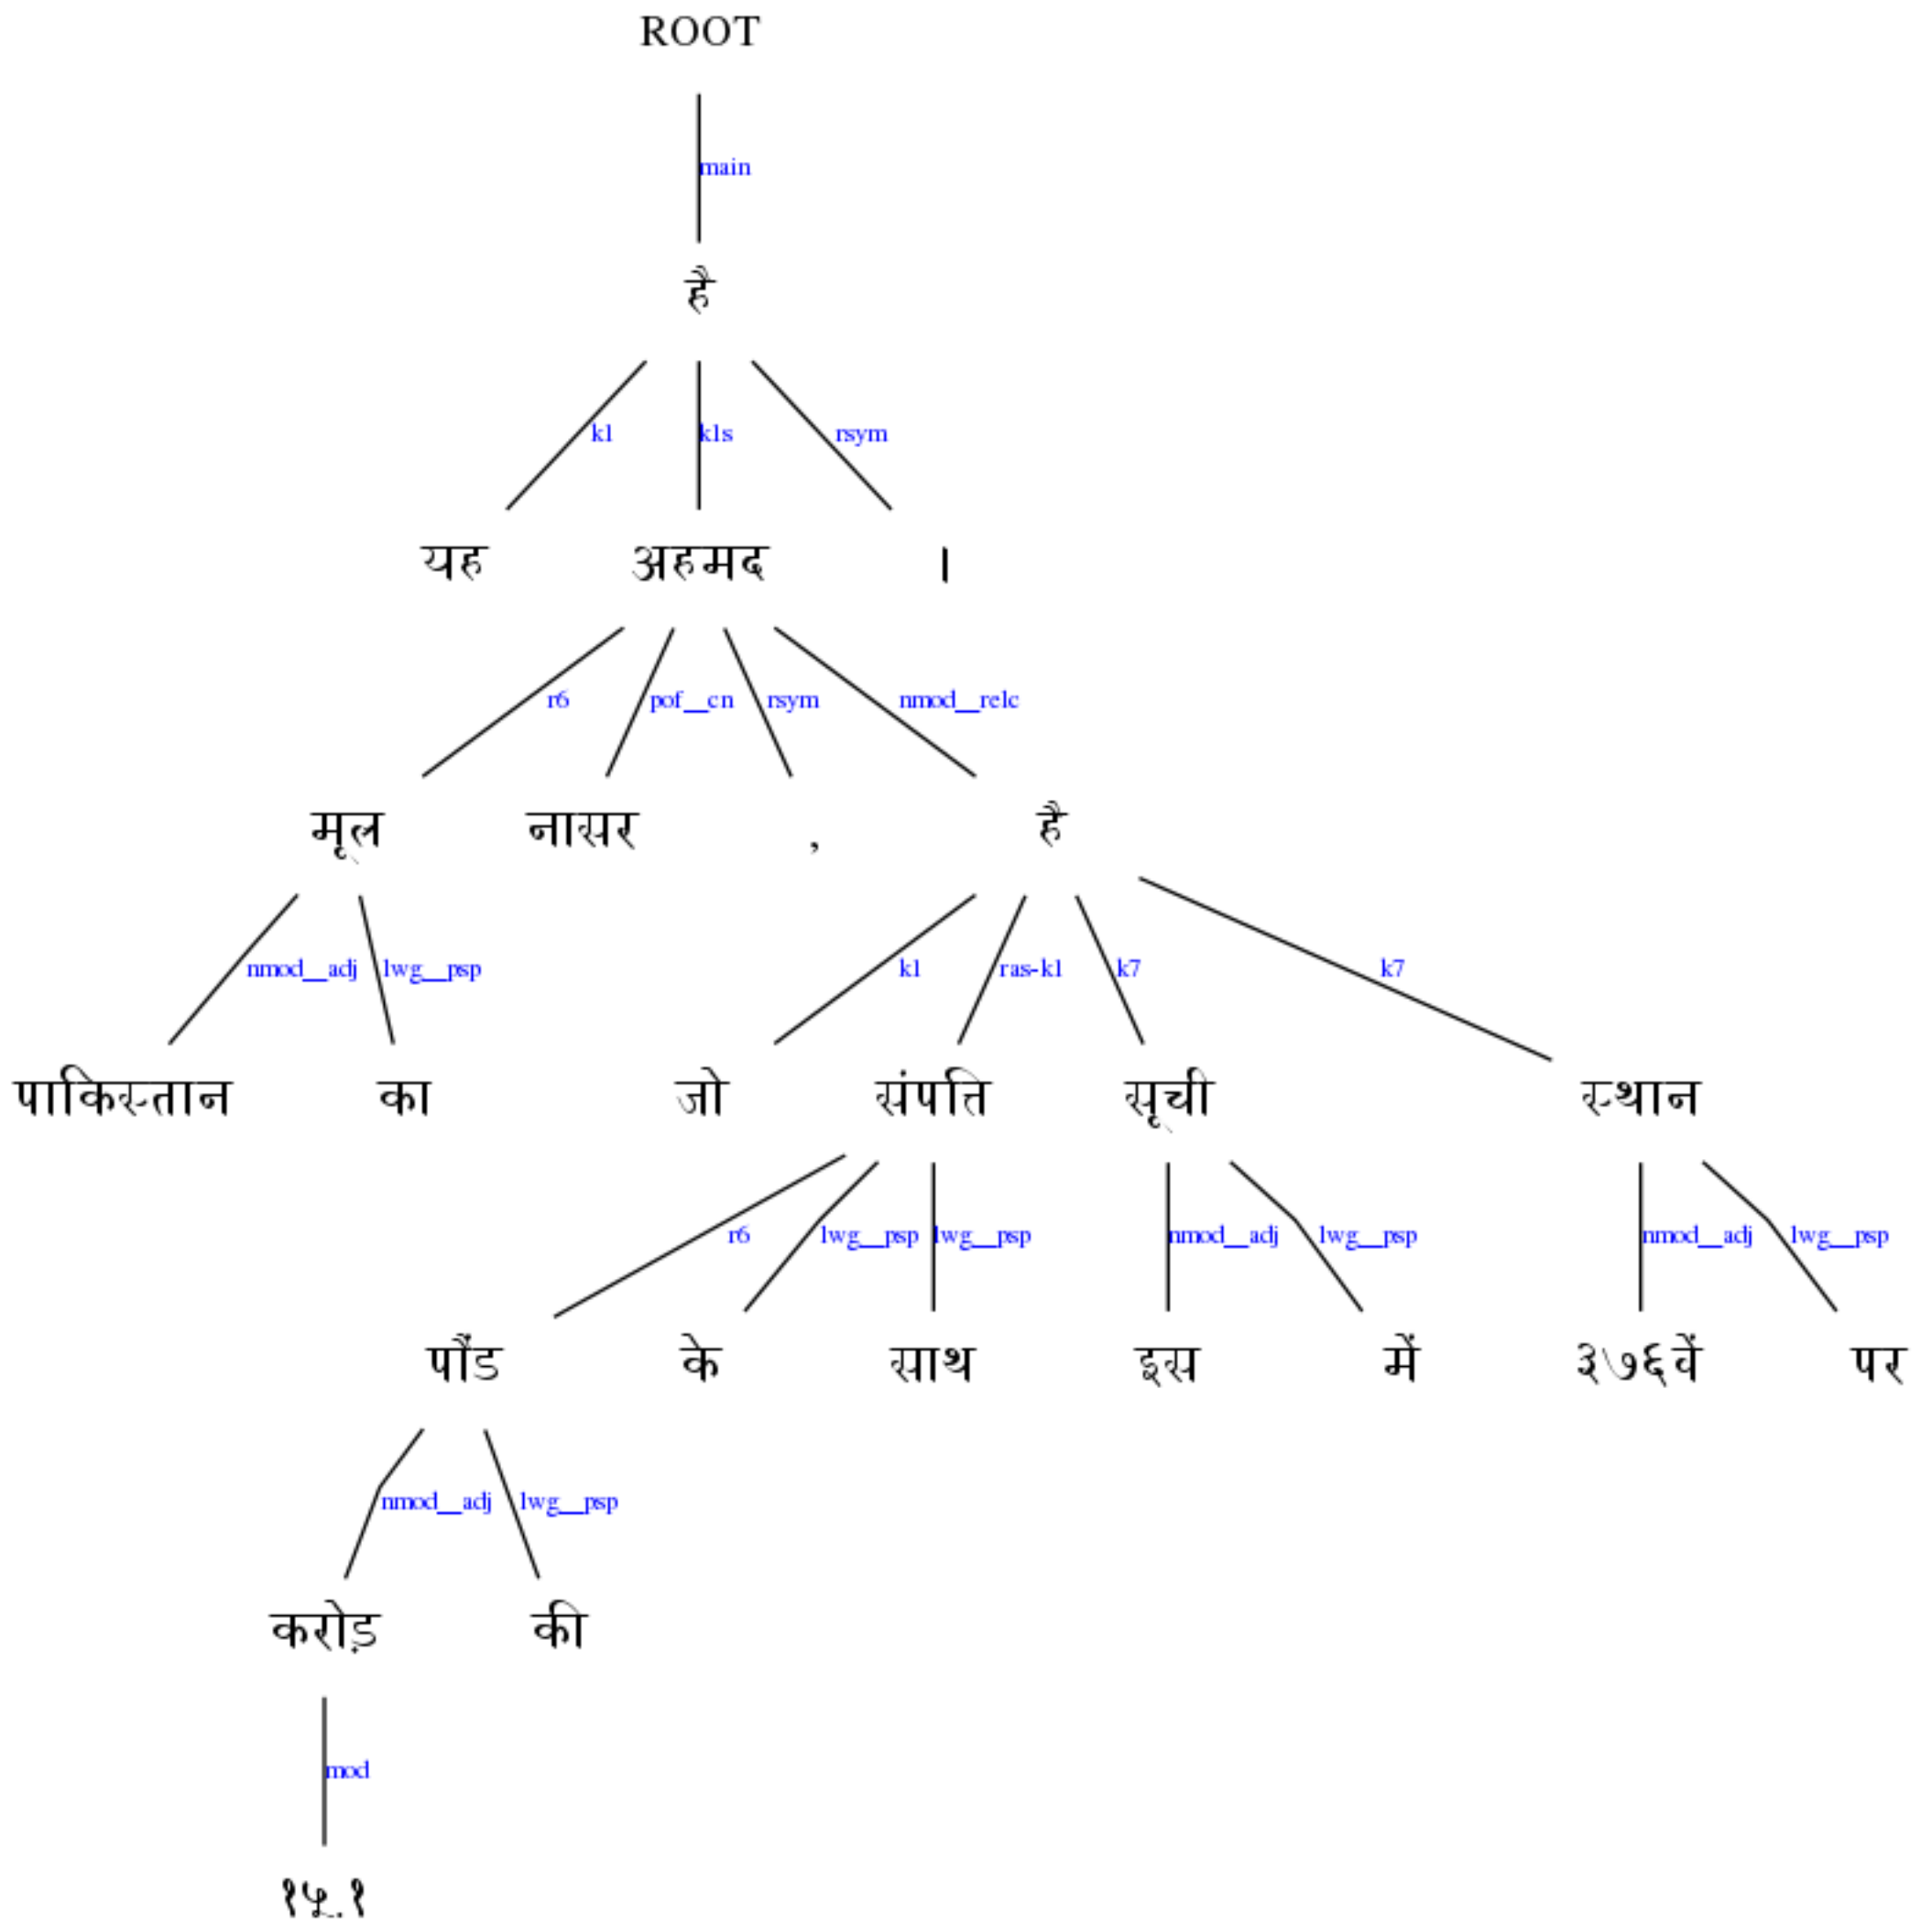 ROOT
main
है
k1 k1s rsym
यह अहमद ।
r6 pof__cn rsym nmod__relc
मूल नासर , है
nmod__adj lwg__psp k1 ras-k1 k7 k7
पाकिस्तान का जो संपत्ति सूची स्थान
r6 lwg__psp lwg__psp nmod__adj lwg__psp nmod__adj lwg__psp
पौंड के साथ इस में ३७६वें पर
nmod__adj lwg__psp
करोड़ की
mod
१५.१